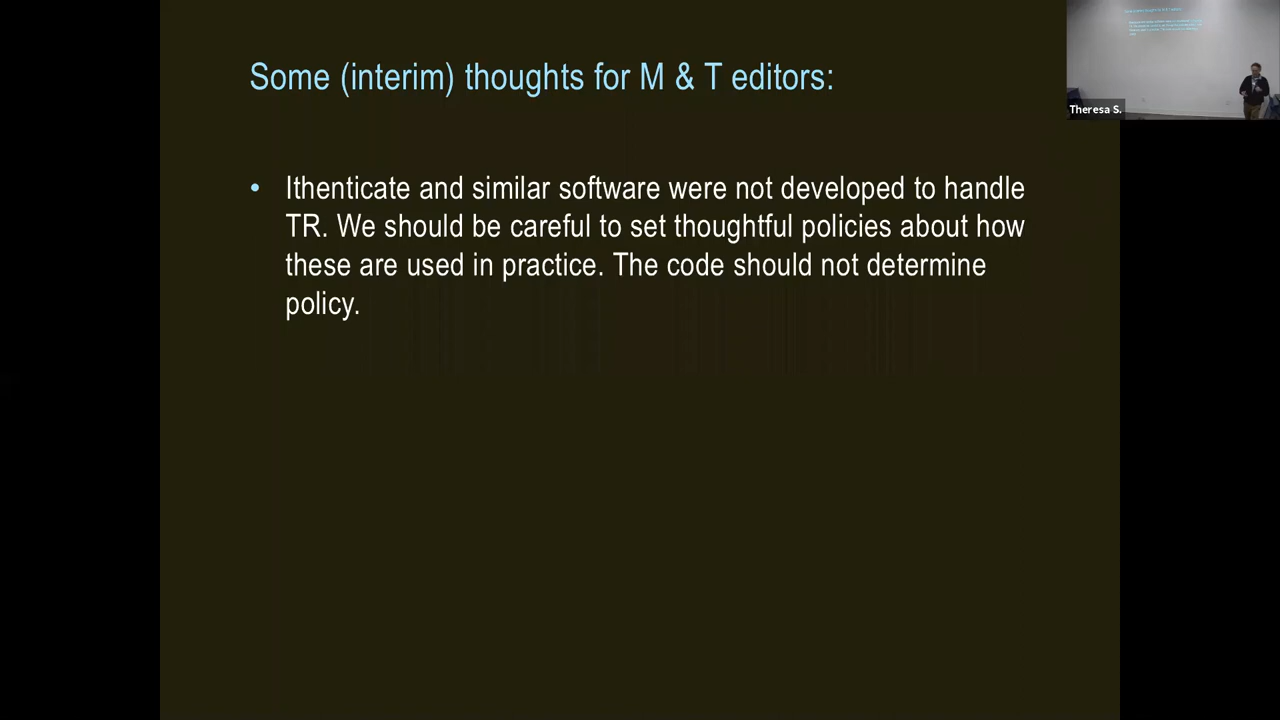 Some (interim) thoughts for M & T editors:
• Ithenticate and similar software were not developed to handle
TR. We should be careful to set thoughtful policies about how
these are used in practice. The code should not determine
policy.
Theresa S.